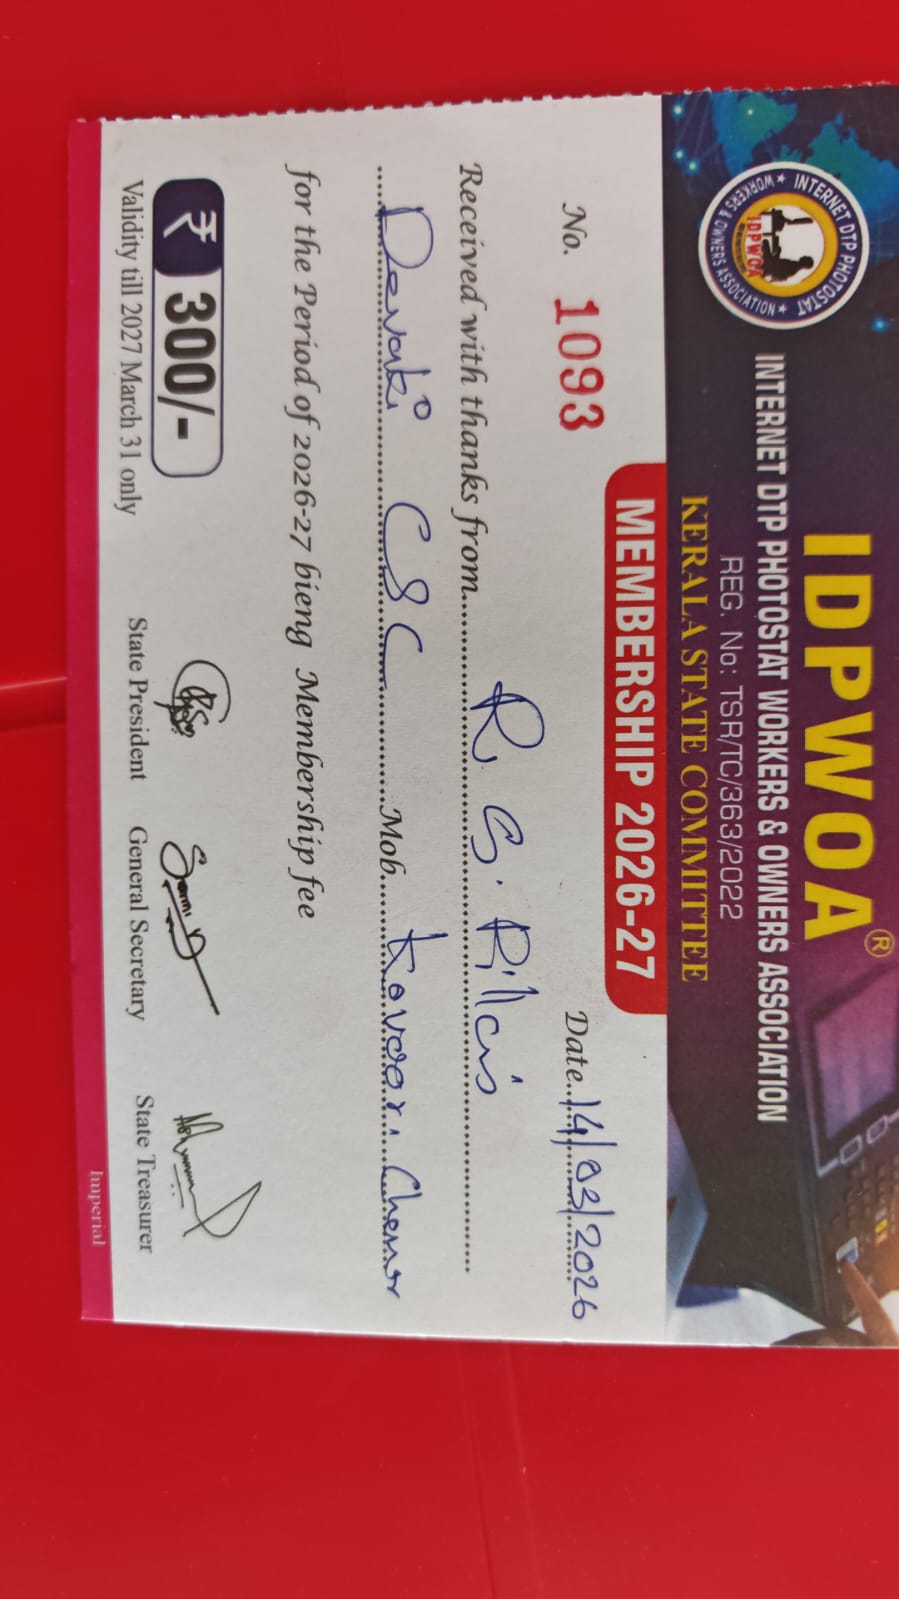 IDPWOA®
INTERNET DTP PHOTOSTAT WORKERS & OWNERS ASSOCIATION
REG. No: TSR/TC/363/2022
KERALA STATE COMMITTEE
INTERNET DTP PHOTOSTAT
WORKERS & OWNERS ASSOCIATION
IDPWOA
MEMBERSHIP 2026-27
No. 1093 Date. 14/03/2026
Received with thanks from R. S. Pillai
Devaki CSC Mob. Kovoor, Chemr
for the Period of 2026-27 bieng Membership fee
₹ 300/-
Validity till 2027 March 31 only State President General Secretary State Treasurer
Imperial